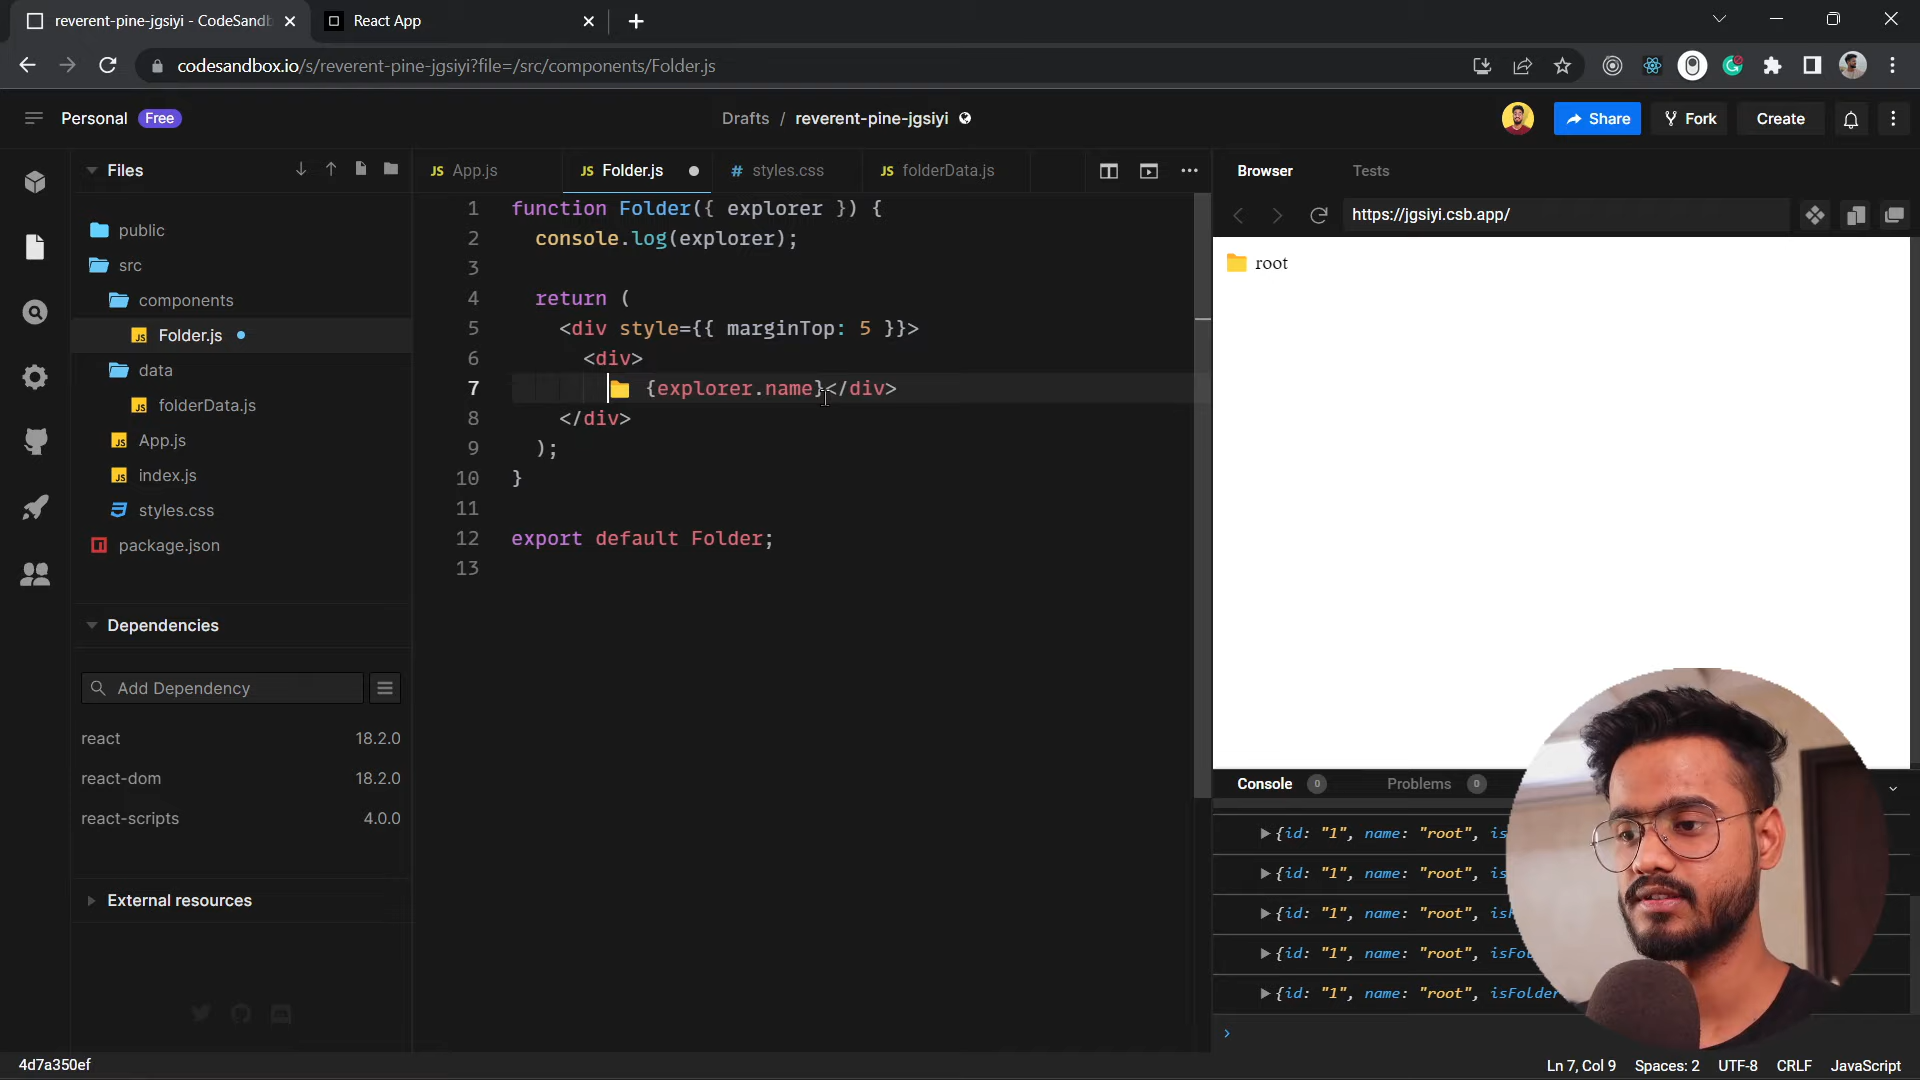 reverent-pine-jgsiyi - CodeSandb
React App
codesandbox.io/s/reverent-pine-jgsiyi?file=/src/components/Folder.js
Personal Free
Drafts / reverent-pine-jgsiyi
Share
Fork
Create
Files
public
src
components
Folder.js
data
folderData.js
App.js
index.js
styles.css
package.json
Dependencies
Add Dependency
react 18.2.0
react-dom 18.2.0
react-scripts 4.0.0
External resources
JS App.js
JS Folder.js
# styles.css
JS folderData.js
1 function Folder({ explorer }) {
2 console.log(explorer);
3
4 return (
5 <div style={{ marginTop: 5 }}>
6 <div>
7 📁 {explorer.name}</div>
8 </div>
9 );
10 }
11
12 export default Folder;
13
Browser
Tests
https://jgsiyi.csb.app/
📁 root
Console 0
Problems 0
{id: "1", name: "root", is
{id: "1", name: "root", is
{id: "1", name: "root", is
{id: "1", name: "root", isFo
{id: "1", name: "root", isFolder
4d7a350ef
Ln 7, Col 9 Spaces: 2 UTF-8 CRLF JavaScript